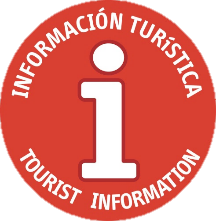 INFORMACIÓN TURíSTICA
i
TOURIST INFORMATION